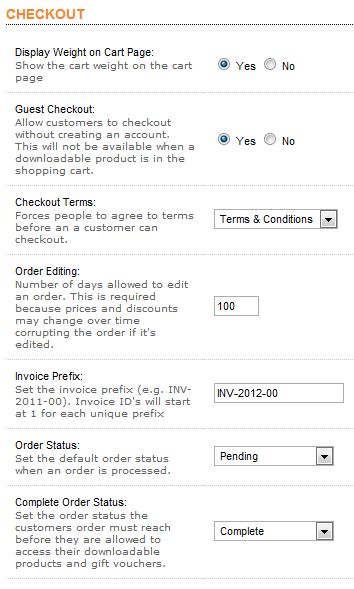 CHECKOUT
Display Weight on Cart Page:
Show the cart weight on the cart
page
Yes No
Guest Checkout:
Allow customers to checkout
without creating an account.
This will not be available when a
downloadable product is in the
shopping cart.
Yes No
Checkout Terms:
Forces people to agree to terms
before an a customer can
checkout.
Terms & Conditions
Order Editing:
Number of days allowed to edit
an order. This is required
because prices and discounts
may change over time
corrupting the order if it's
edited.
100
Invoice Prefix:
Set the invoice prefix (e.g. INV-
2011-00). Invoice ID's will start
at 1 for each unique prefix
INV-2012-00
Order Status:
Set the default order status
when an order is processed.
Pending
Complete Order Status:
Set the order status the
customers order must reach
before they are allowed to
access their downloadable
products and gift vouchers.
Complete